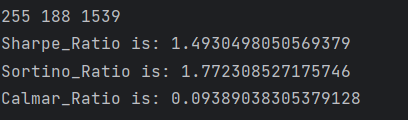 255 188 1539
Sharpe_Ratio is: 1.4930498050569379
Sortino_Ratio is: 1.772308527175746
Calmar_Ratio is: 0.09389038305379128